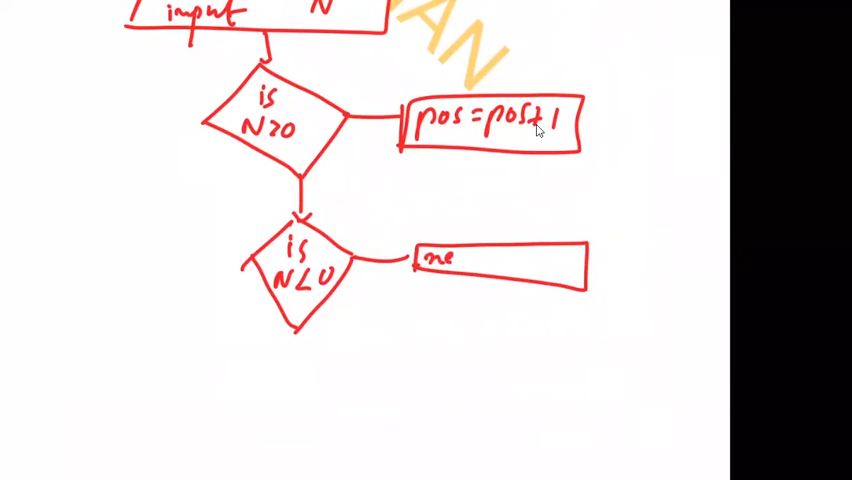 input N
is
N>0
pos=pos+1
is
N<0
ne